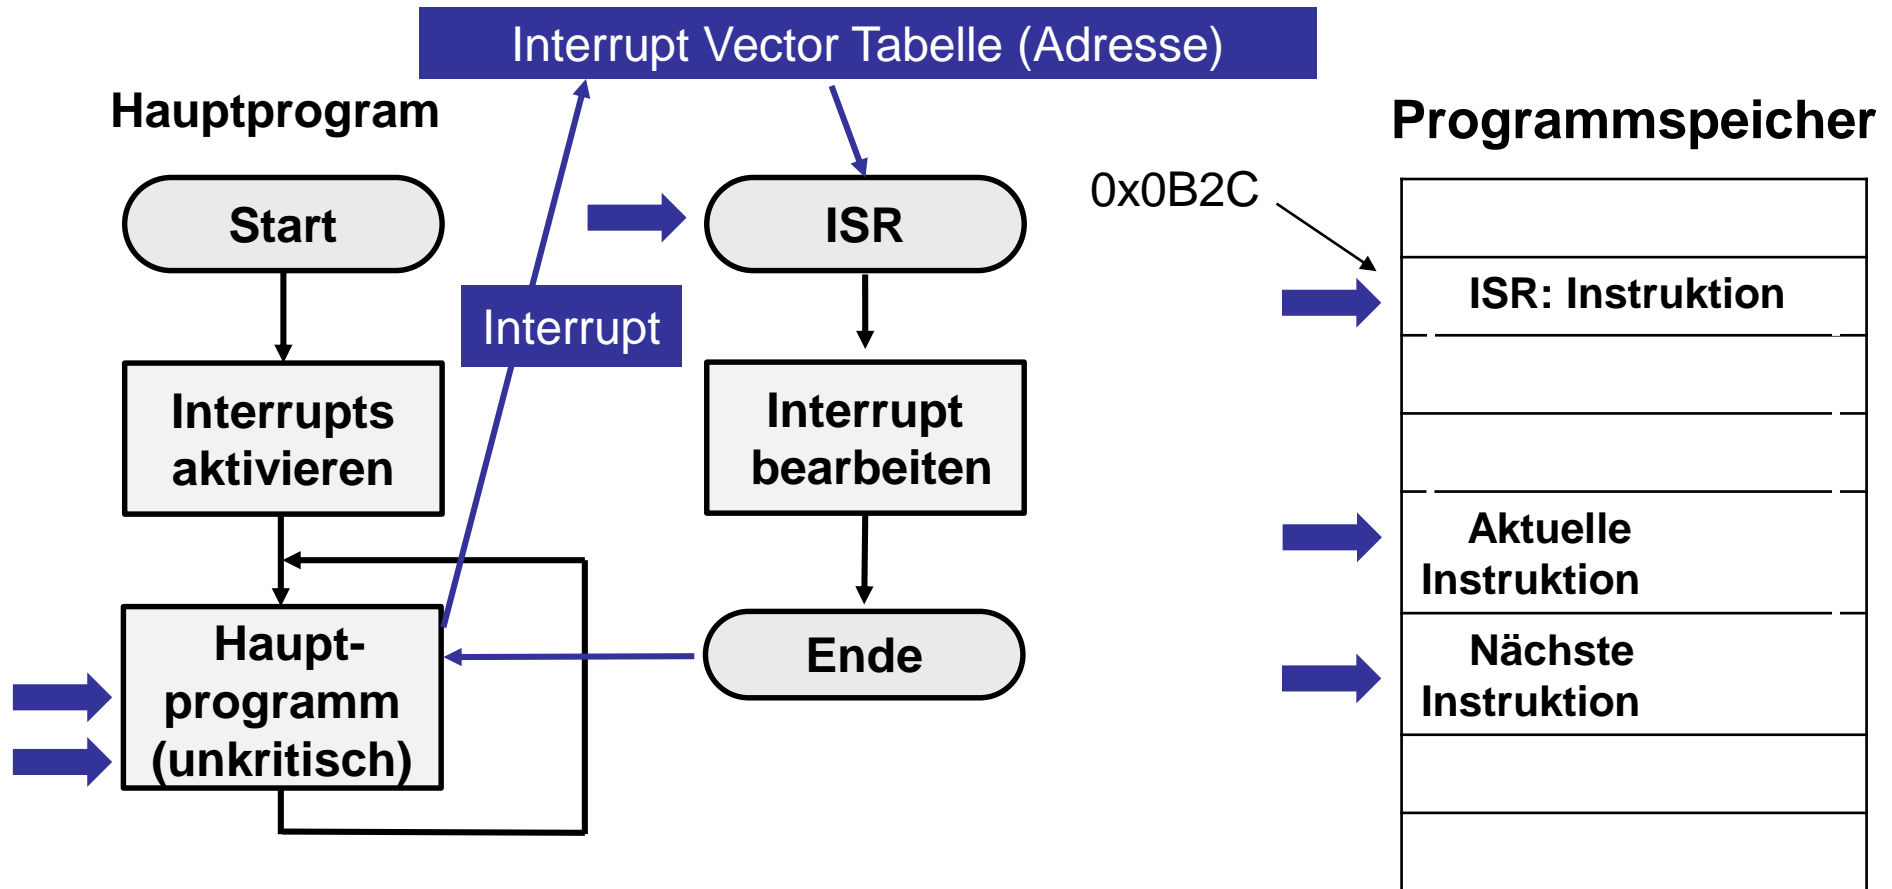 Interrupt Vector Tabelle (Adresse)
Hauptprogram
Programmspeicher
Start
ISR
0x0B2C
ISR: Instruktion
Interrupt
Interrupts
aktivieren
Interrupt
bearbeiten
Aktuelle
Instruktion
Haupt-
programm
(unkritisch)
Ende
Nächste
Instruktion